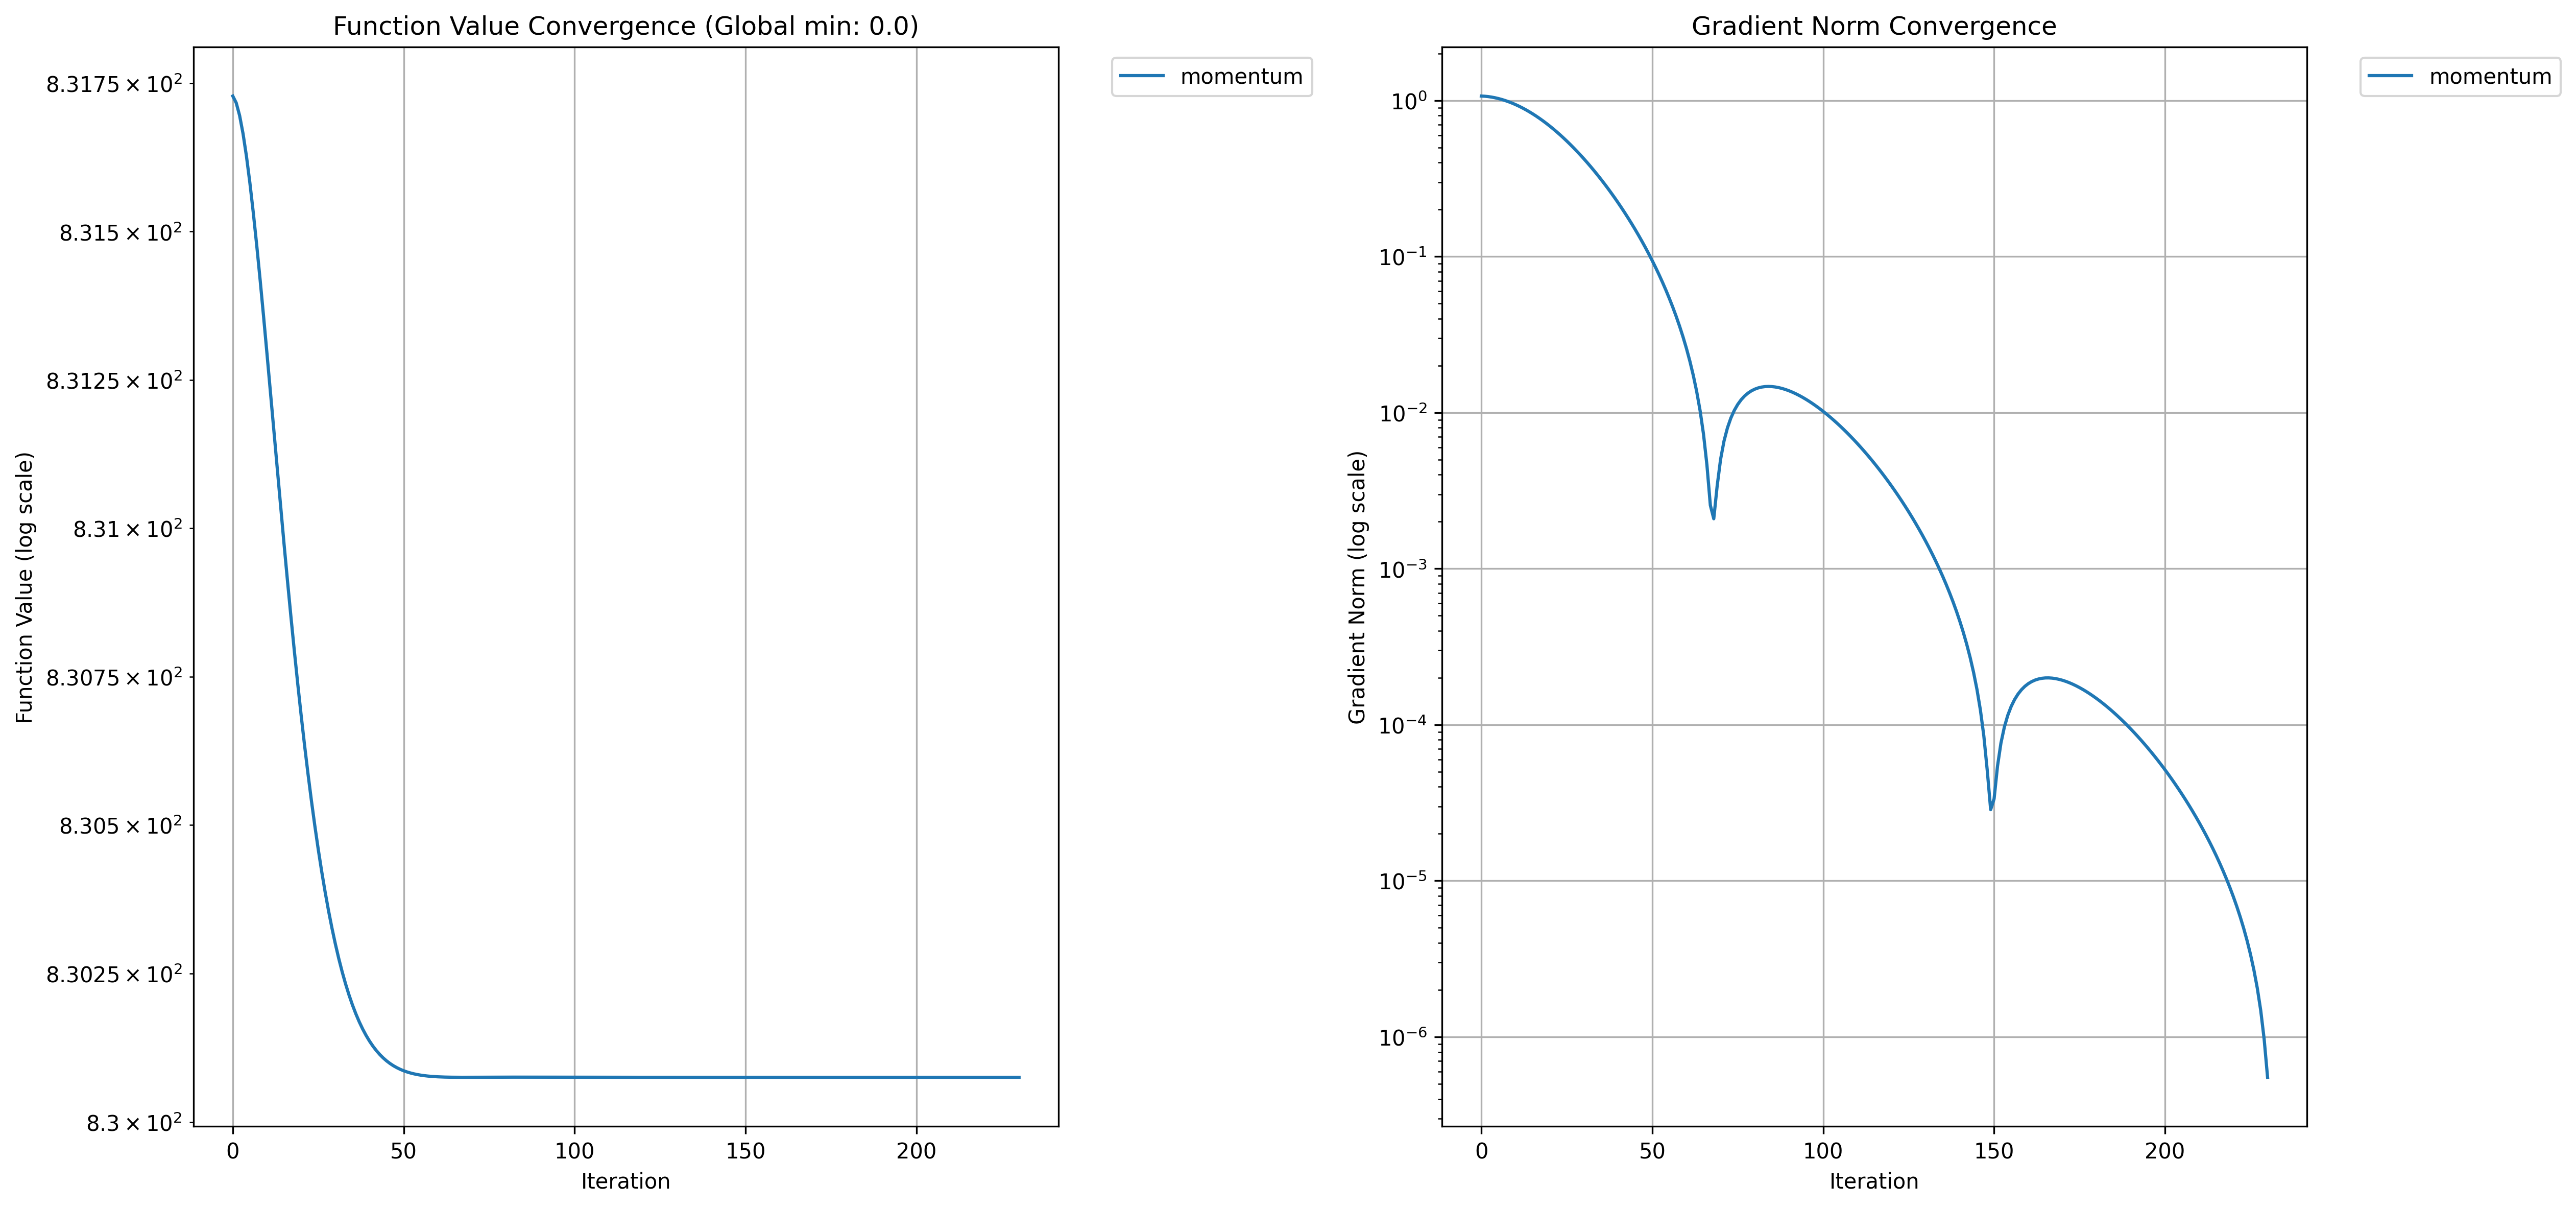 Function Value Convergence (Global min: 0.0)
Function Value (log scale)
8.3175 × 10²
8.315 × 10²
8.3125 × 10²
8.31 × 10²
8.3075 × 10²
8.305 × 10²
8.3025 × 10²
8.3 × 10²
0 50 100 150 200
Iteration
momentum
Gradient Norm Convergence
Gradient Norm (log scale)
10⁰
10⁻¹
10⁻²
10⁻³
10⁻⁴
10⁻⁵
10⁻⁶
0 50 100 150 200
Iteration
momentum